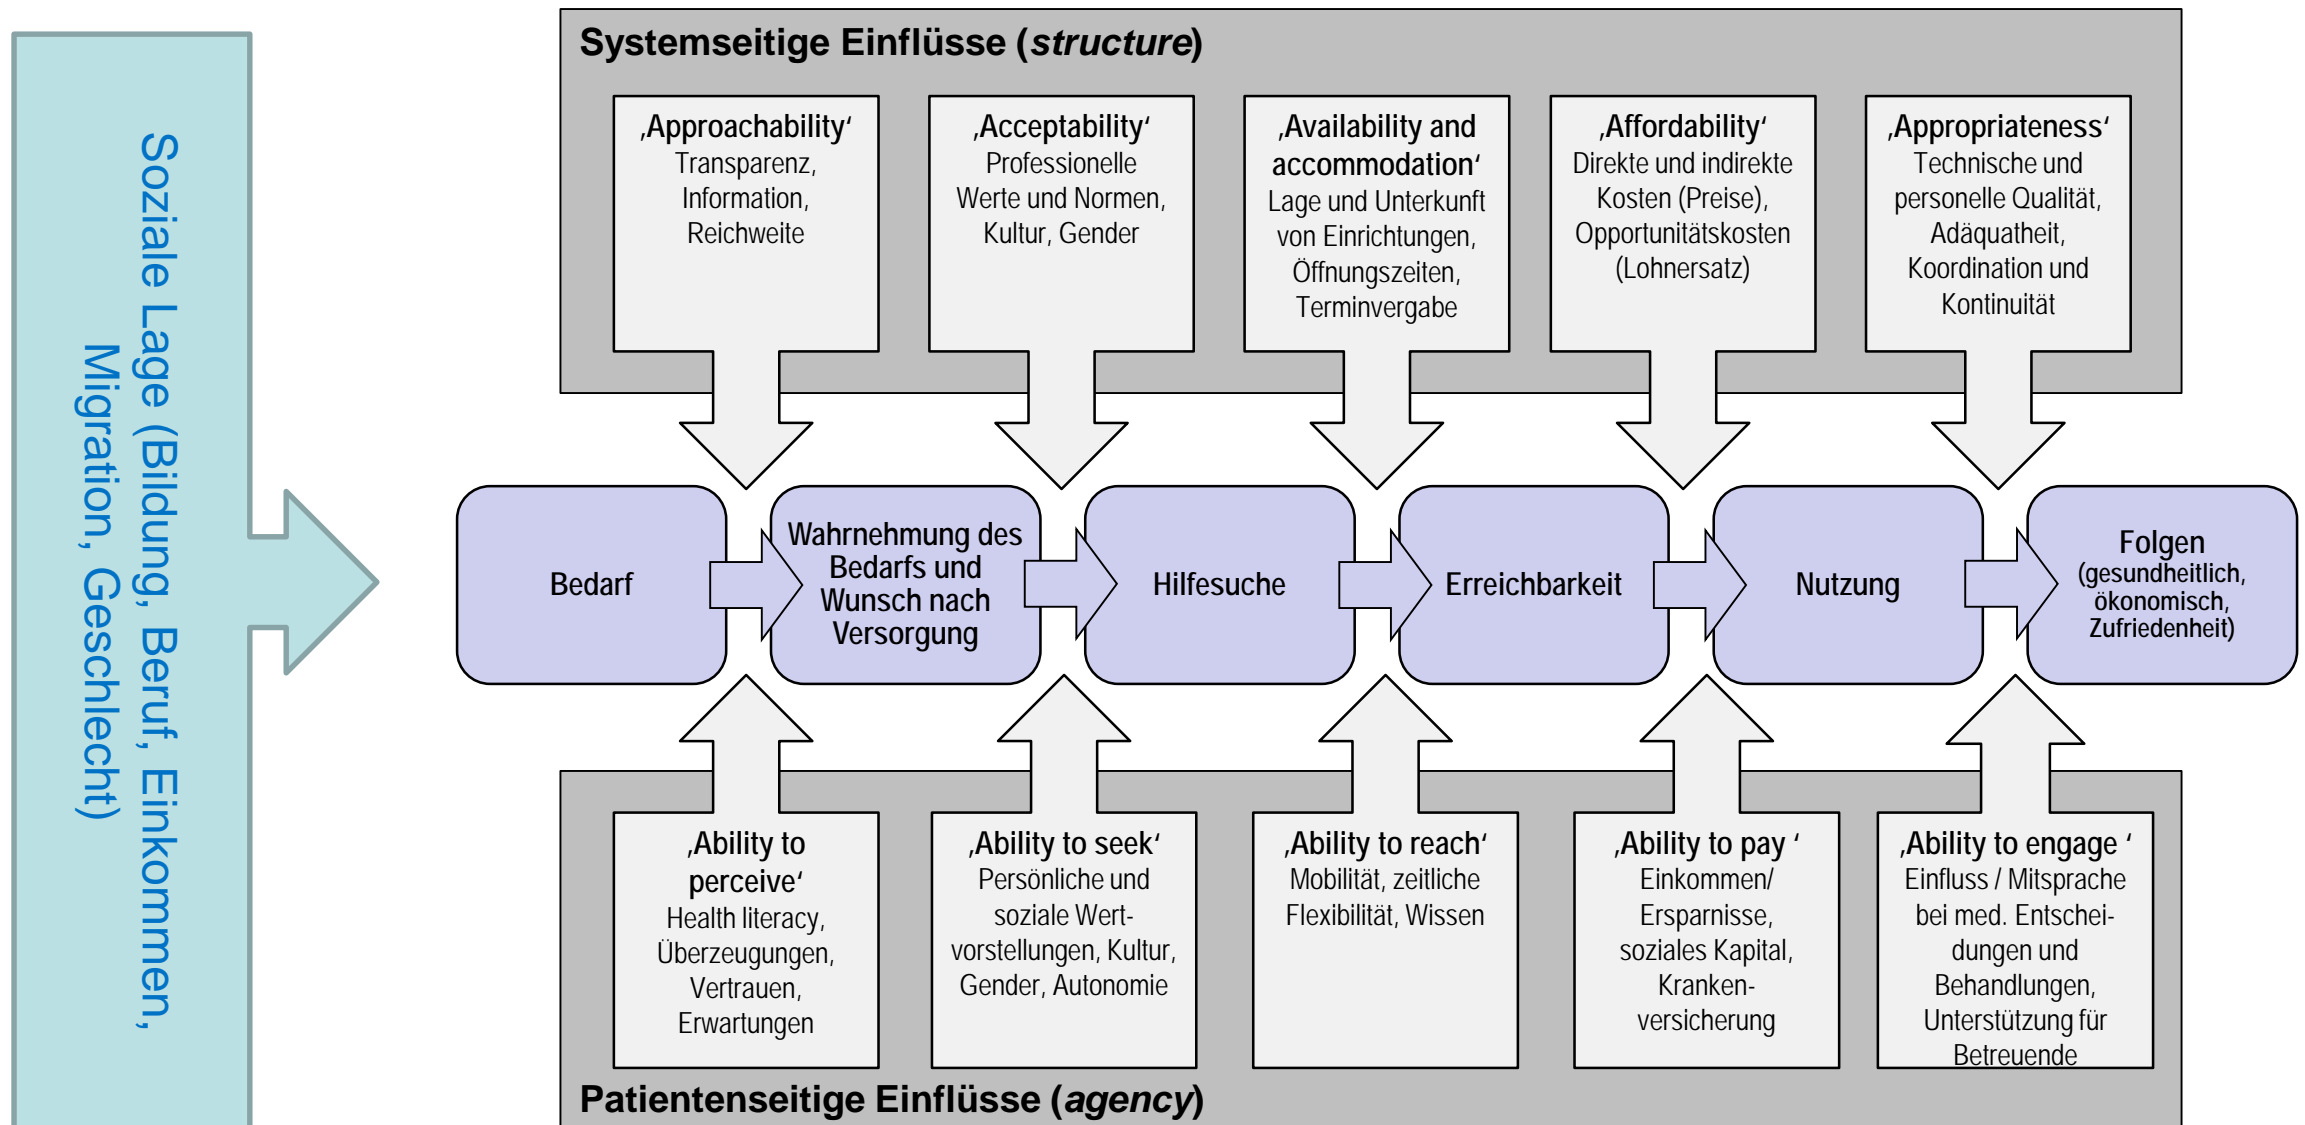 Soziale Lage (Bildung, Beruf, Einkommen,
Migration, Geschlecht)
Systemseitige Einflüsse (structure)
‚Approachability‘
Transparenz,
Information,
Reichweite
‚Acceptability‘
Professionelle
Werte und Normen,
Kultur, Gender
‚Availability and
accommodation‘
Lage und Unterkunft
von Einrichtungen,
Öffnungszeiten,
Terminvergabe
‚Affordability‘
Direkte und indirekte
Kosten (Preise),
Opportunitätskosten
(Lohnersatz)
‚Appropriateness‘
Technische und
personelle Qualität,
Adäquatheit,
Koordination und
Kontinuität
Bedarf
Wahrnehmung des
Bedarfs und
Wunsch nach
Versorgung
Hilfesuche
Erreichbarkeit
Nutzung
Folgen
(gesundheitlich,
ökonomisch,
Zufriedenheit)
‚Ability to
perceive‘
Health literacy,
Überzeugungen,
Vertrauen,
Erwartungen
‚Ability to seek‘
Persönliche und
soziale Wert-
vorstellungen, Kultur,
Gender, Autonomie
‚Ability to reach‘
Mobilität, zeitliche
Flexibilität, Wissen
‚Ability to pay ‘
Einkommen/
Ersparnisse,
soziales Kapital,
Kranken-
versicherung
‚Ability to engage ‘
Einfluss / Mitsprache
bei med. Entschei-
dungen und
Behandlungen,
Unterstützung für
Betreuende
Patientenseitige Einflüsse (agency)